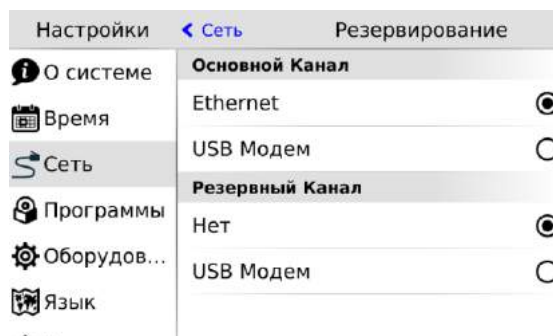 Настройки
Сеть
Резервирование
О системе
Время
Сеть
Программы
Оборудов...
Язык
Основной Канал
Ethernet
USB Модем
Резервный Канал
Нет
USB Модем